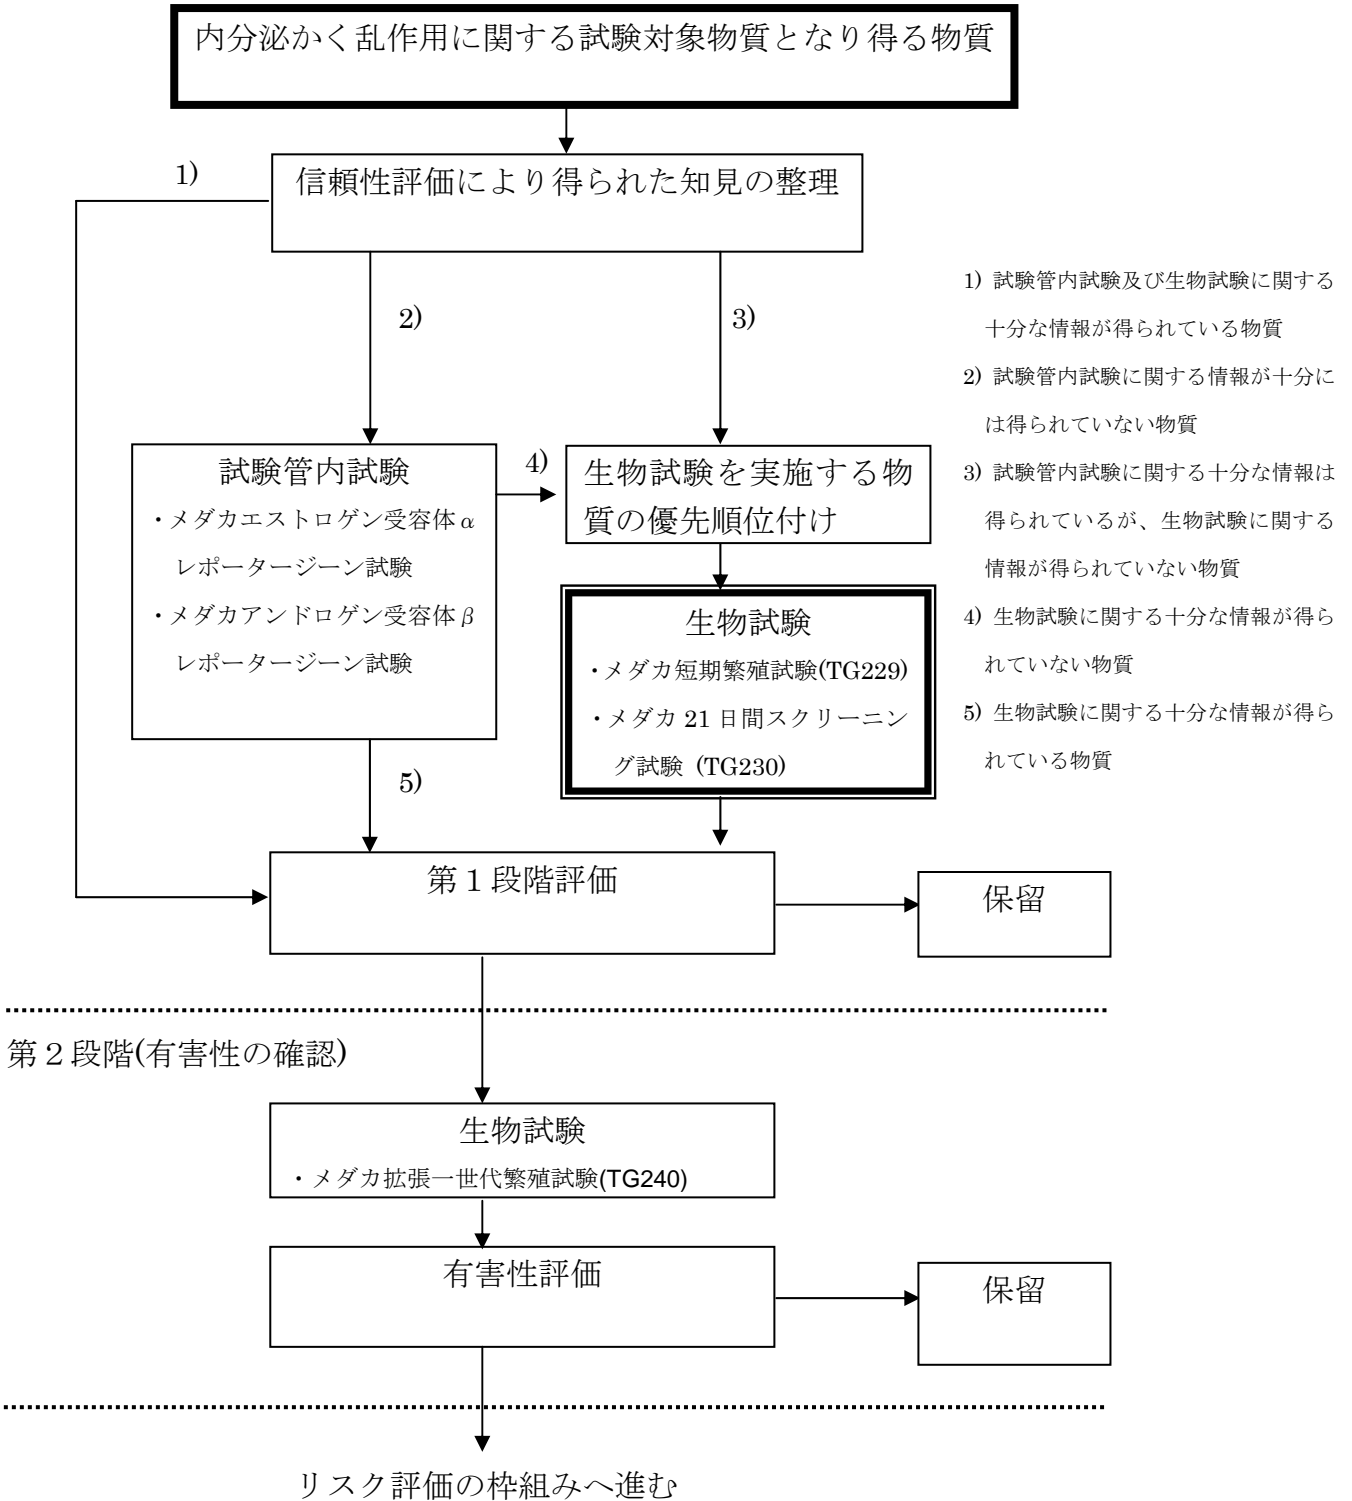 内分泌かく乱作用に関する試験対象物質となり得る物質
1)
信頼性評価により得られた知見の整理
2)
3)
1) 試験管内試験及び生物試験に関する
十分な情報が得られている物質
2) 試験管内試験に関する情報が十分に
は得られていない物質
3) 試験管内試験に関する十分な情報は
得られているが、生物試験に関する
情報が得られていない物質
4) 生物試験に関する十分な情報が得ら
れていない物質
5) 生物試験に関する十分な情報が得ら
れている物質
試験管内試験
・メダカエストロゲン受容体α
レポータージーン試験
・メダカアンドロゲン受容体β
レポータージーン試験
4)
生物試験を実施する物
質の優先順位付け
生物試験
・メダカ短期繁殖試験(TG229)
・メダカ 21 日間スクリーニン
グ試験 (TG230)
5)
第１段階評価
保留
第２段階(有害性の確認)
生物試験
・メダカ拡張一世代繁殖試験(TG240)
有害性評価
保留
リスク評価の枠組みへ進む